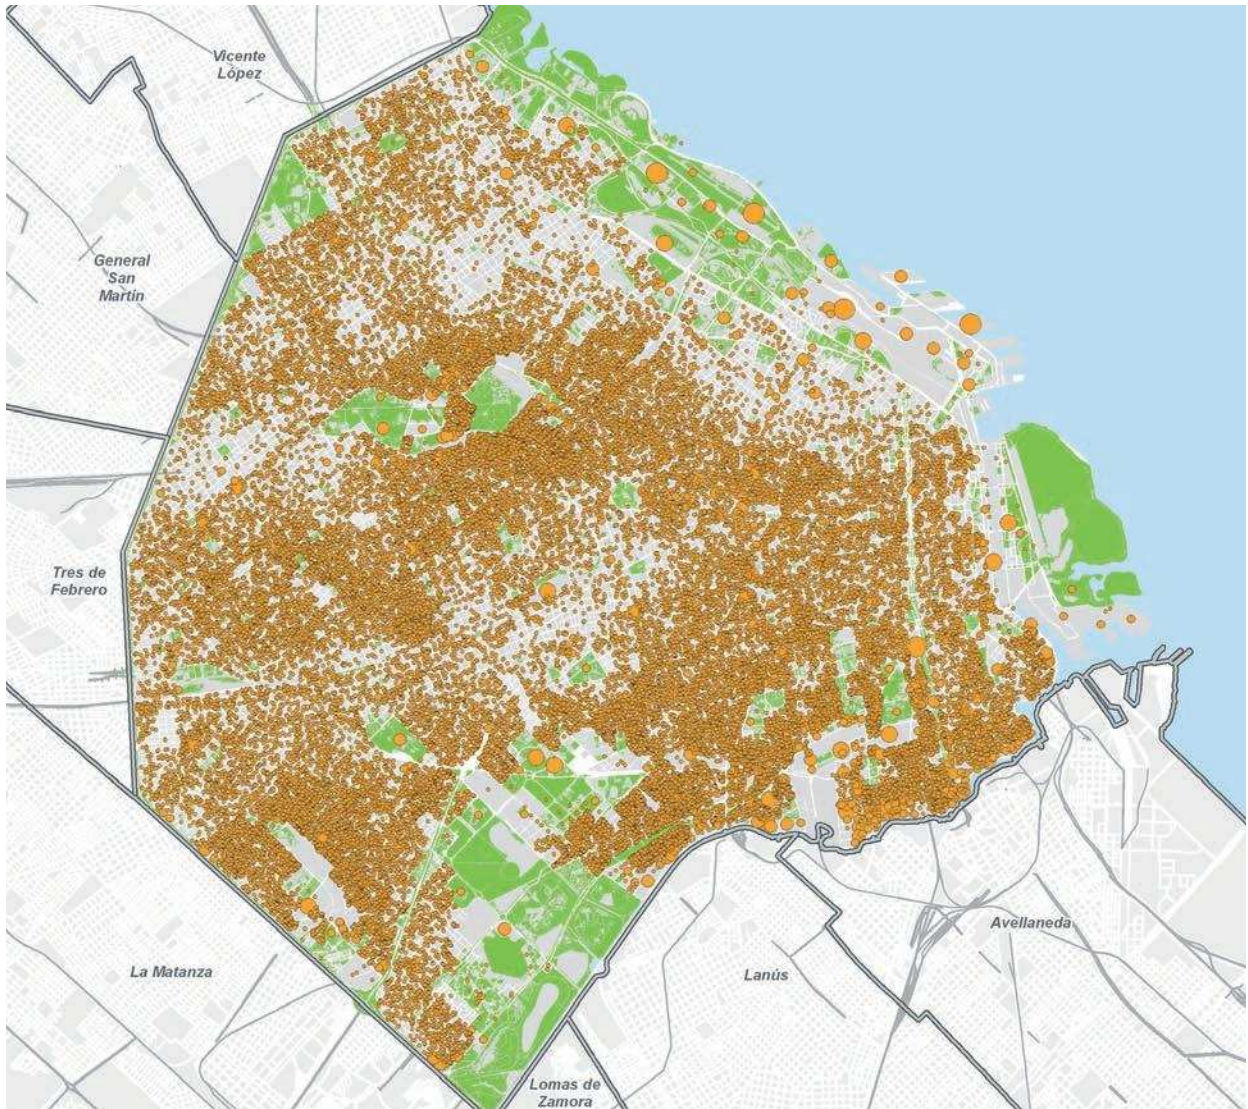 Vicente
López
General
San
Martín
Tres de
Febrero
La Matanza
Lanús
Avellaneda
Lomas de
Zamora